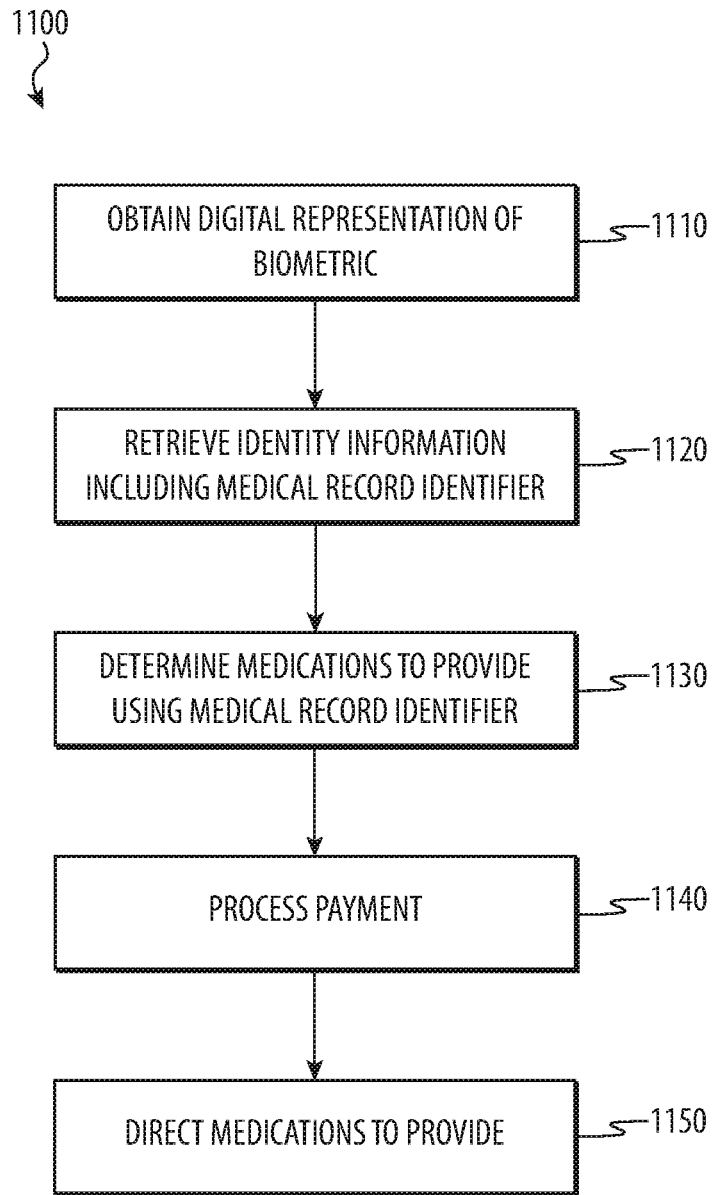 1100
OBTAIN DIGITAL REPRESENTATION OF
BIOMETRIC
1110
RETRIEVE IDENTITY INFORMATION
INCLUDING MEDICAL RECORD IDENTIFIER
1120
DETERMINE MEDICATIONS TO PROVIDE
USING MEDICAL RECORD IDENTIFIER
1130
PROCESS PAYMENT
1140
DIRECT MEDICATIONS TO PROVIDE
1150